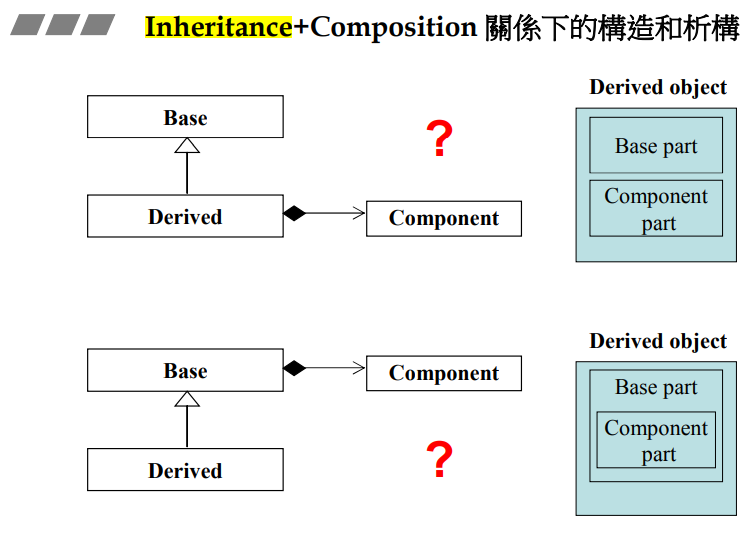 Inheritance+Composition 關係下的構造和析構
Derived object
Base
?
Base part
Component
part
Derived
Component
Derived object
Base
Component
Base part
Component
part
Derived
?